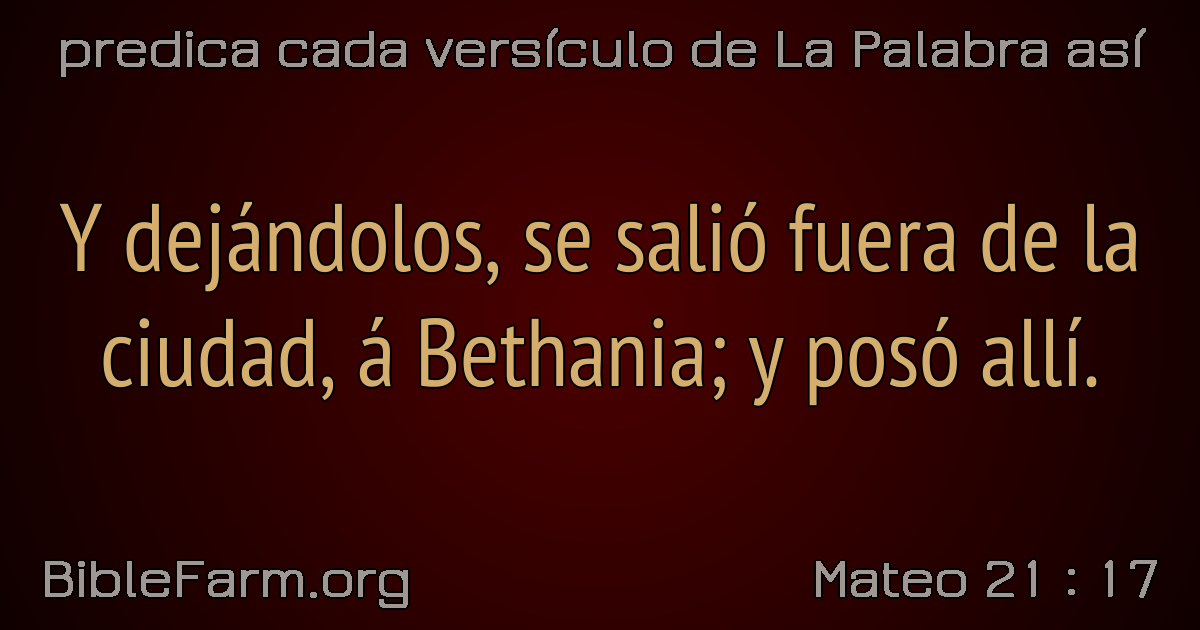 predica cada versículo de La Palabra así
Y dejándolos, se salió fuera de la
ciudad, á Bethania; y posó allí.
BibleFarm.org
Mateo 21 : 17